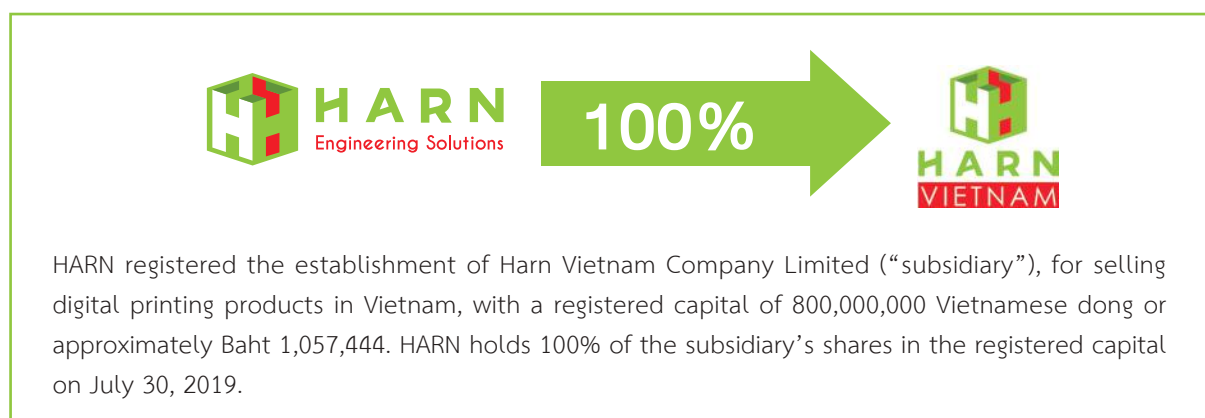 HARN
Engineering Solutions
100%
HARN
VIETNAM
HARN registered the establishment of Harn Vietnam Company Limited (“subsidiary”), for selling
digital printing products in Vietnam, with a registered capital of 800,000,000 Vietnamese dong or
approximately Baht 1,057,444. HARN holds 100% of the subsidiary’s shares in the registered capital
on July 30, 2019.